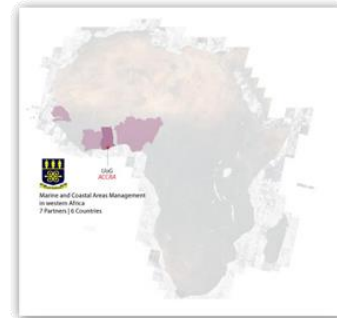 UoG
ACCRA
Marine and Coastal Areas Management
in western Africa
7 Partners | 6 Countries